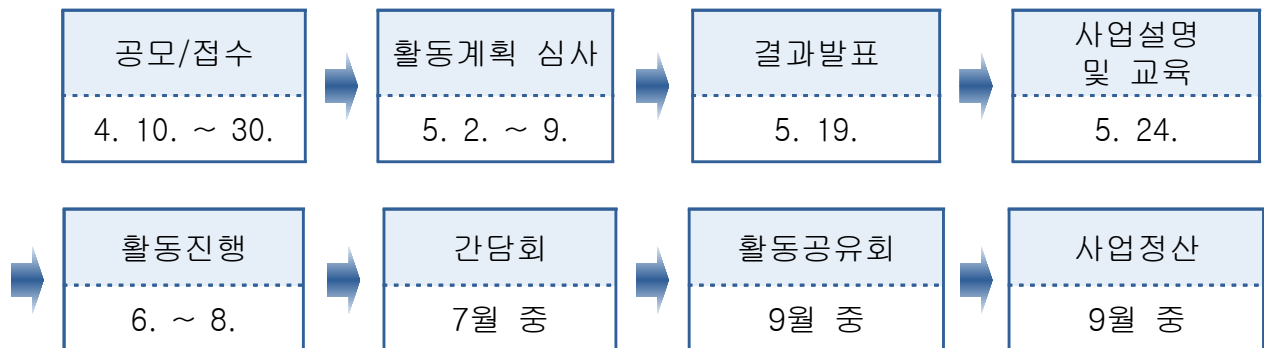 공모/접수
4. 10. ~ 30.
활동계획 심사
5. 2. ~ 9.
결과발표
5. 19.
사업설명
및 교육
5. 24.
활동진행
6. ~ 8.
간담회
7월 중
활동공유회
9월 중
사업정산
9월 중